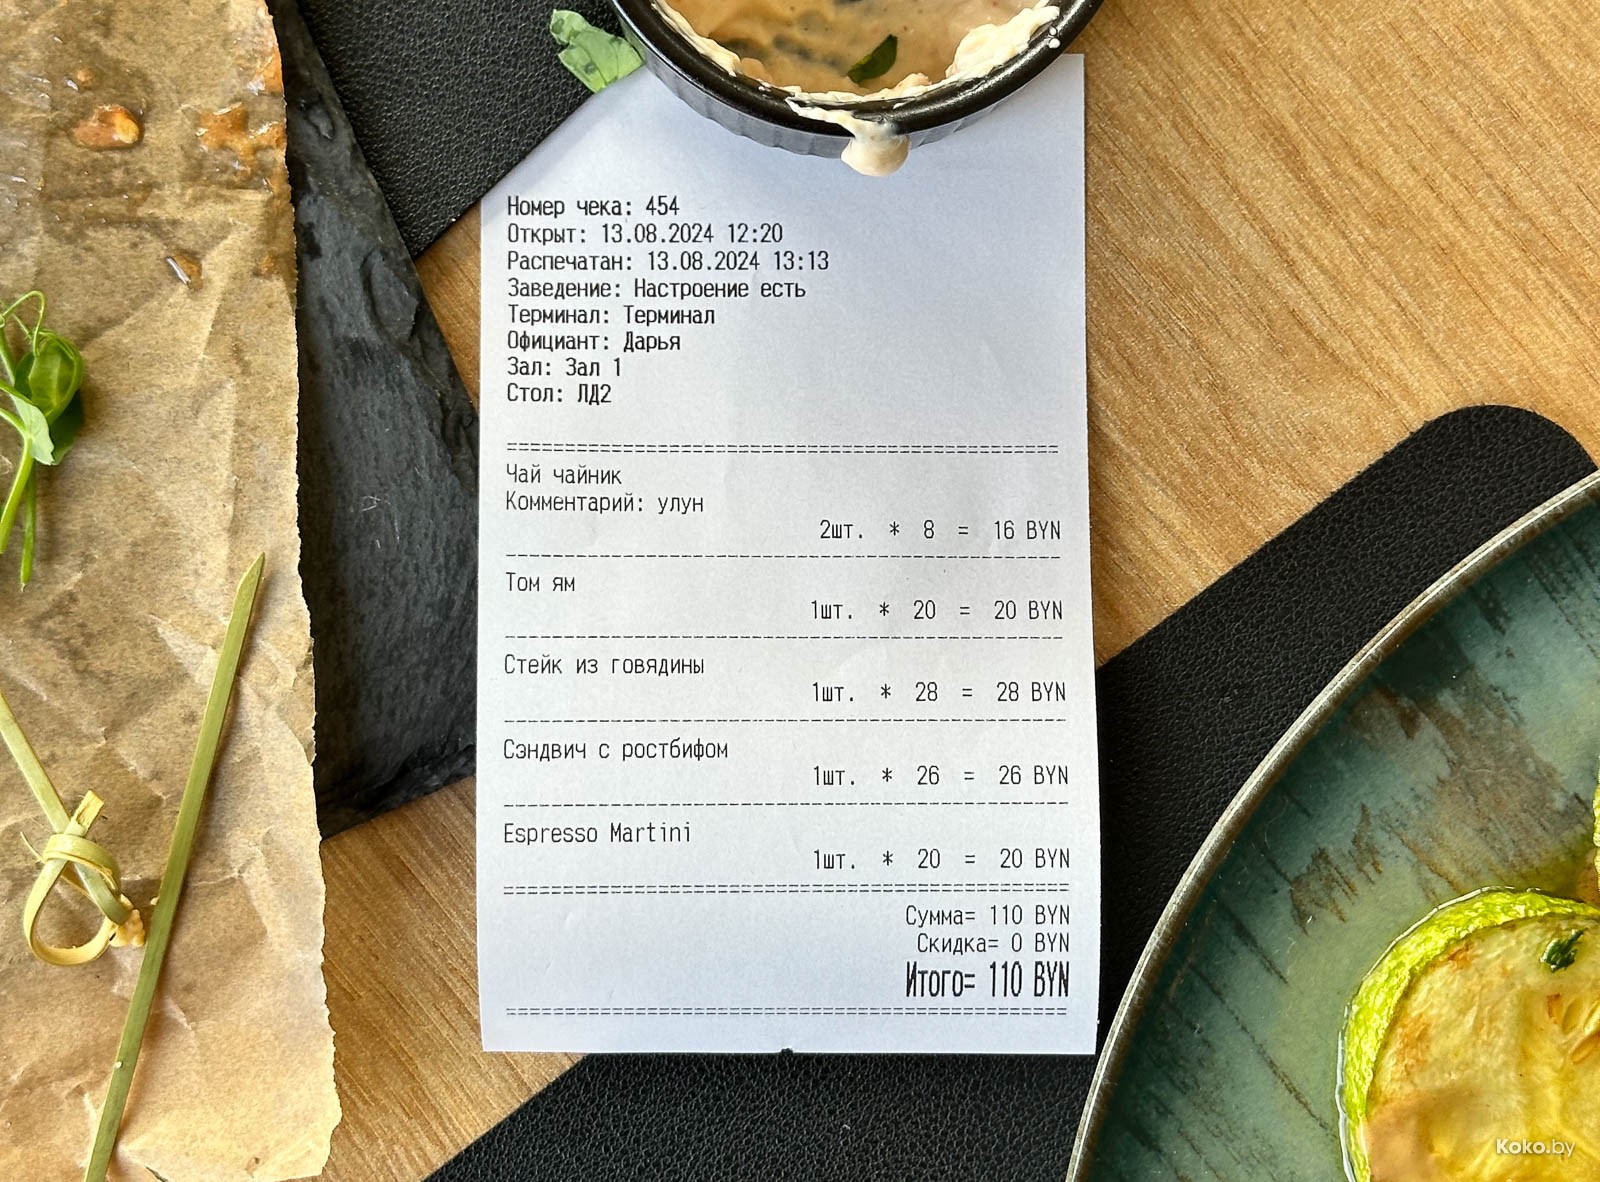 Номер чека: 454
Открыт: 13.08.2024 12:20
Распечатан: 13.08.2024 13:13
Заведение: Настроение есть
Терминал: Терминал
Официант: Дарья
Зал: Зал 1
Стол: ЛД2
Чай чайник
Комментарий: улун
2шт. * 8 = 16 BYN
Том ям
1шт. * 20 = 20 BYN
Стейк из говядины
1шт. * 28 = 28 BYN
Сэндвич с ростбифом
1шт. * 26 = 26 BYN
Espresso Martini
1шт. * 20 = 20 BYN
Сумма= 110 BYN
Скидка= 0 BYN
Итого= 110 BYN
Koko.by